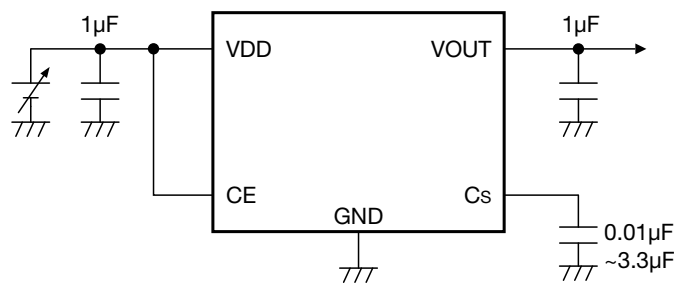 1μF
1μF
VDD
VOUT
CE
Cs
GND
0.01μF
~3.3μF